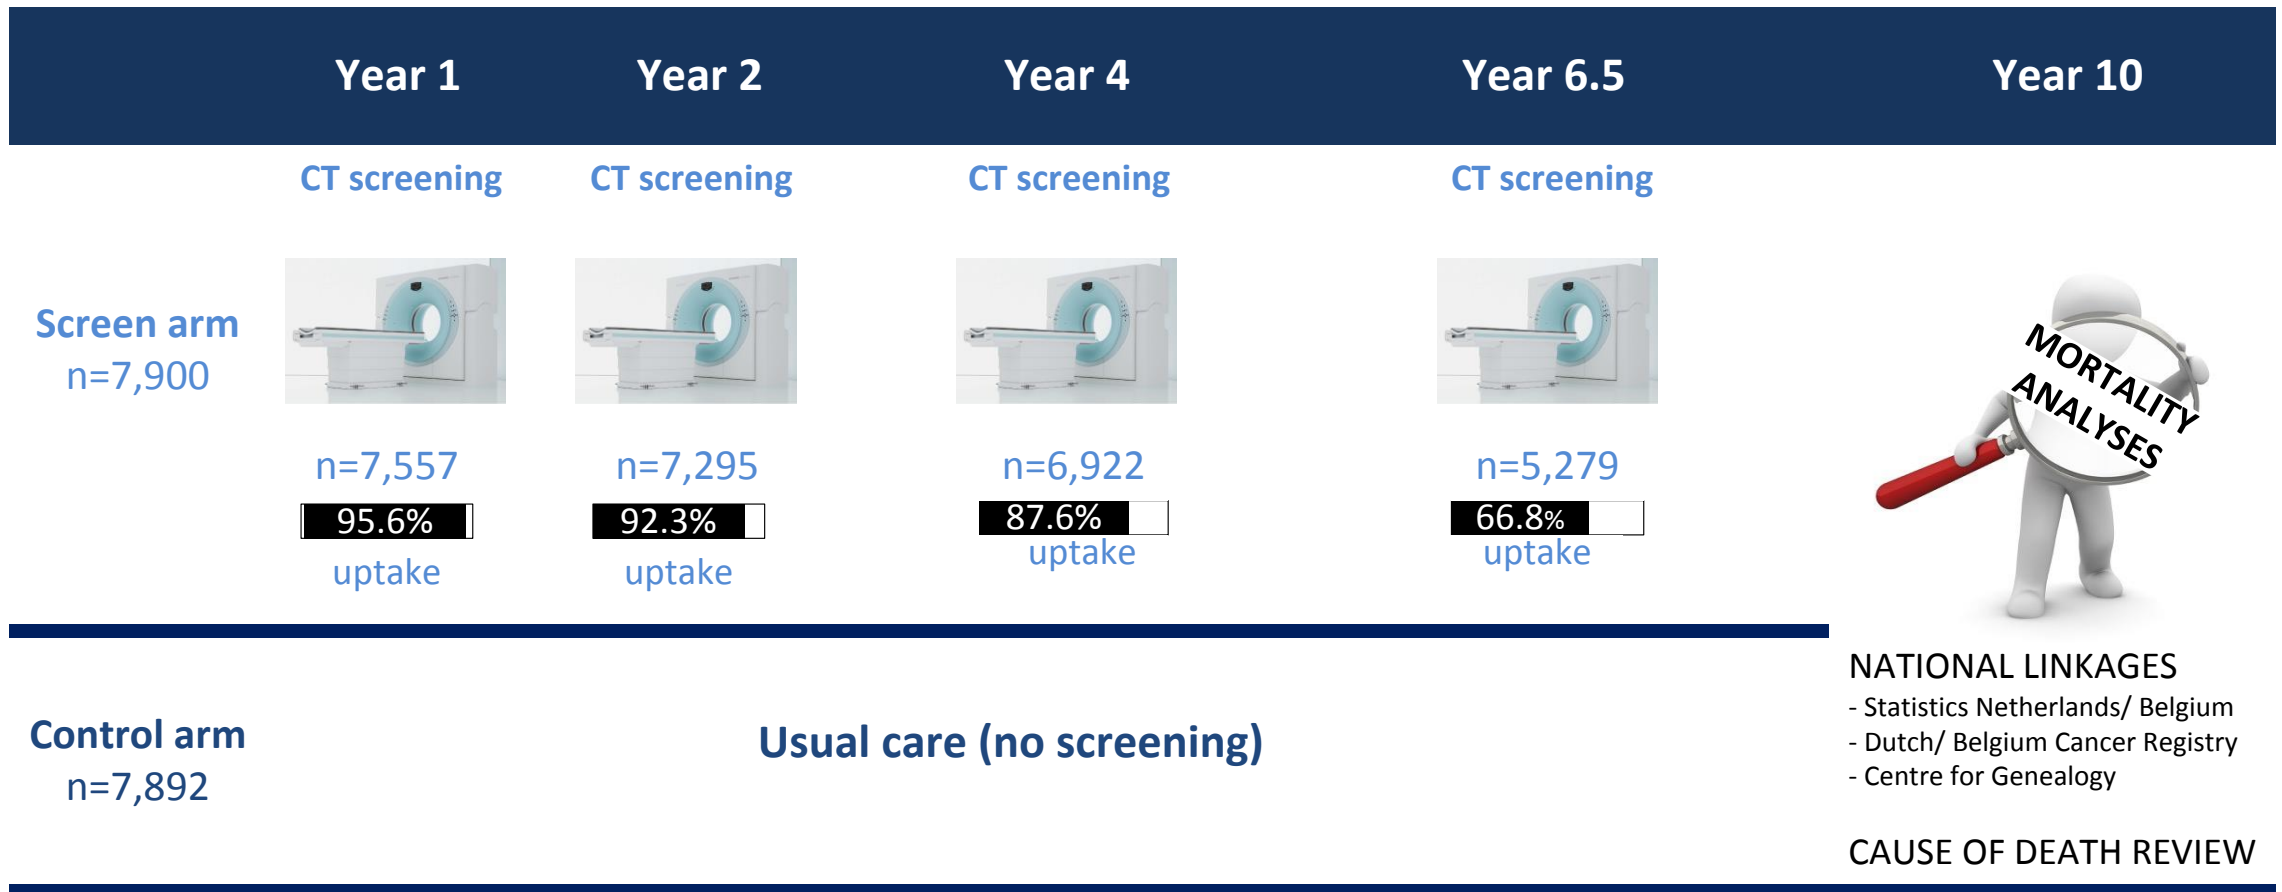 Year 1
Year 2
Year 4
Year 6.5
Year 10
CT screening
CT screening
CT screening
CT screening
Screen arm
n=7,900
n=7,557
n=7,295
n=6,922
n=5,279
95.6%
92.3%
87.6%
66.8%
uptake
uptake
uptake
uptake
MORTALITY
ANALYSES
Control arm
n=7,892
Usual care (no screening)
NATIONAL LINKAGES
- Statistics Netherlands/ Belgium
- Dutch/ Belgium Cancer Registry
- Centre for Genealogy
CAUSE OF DEATH REVIEW